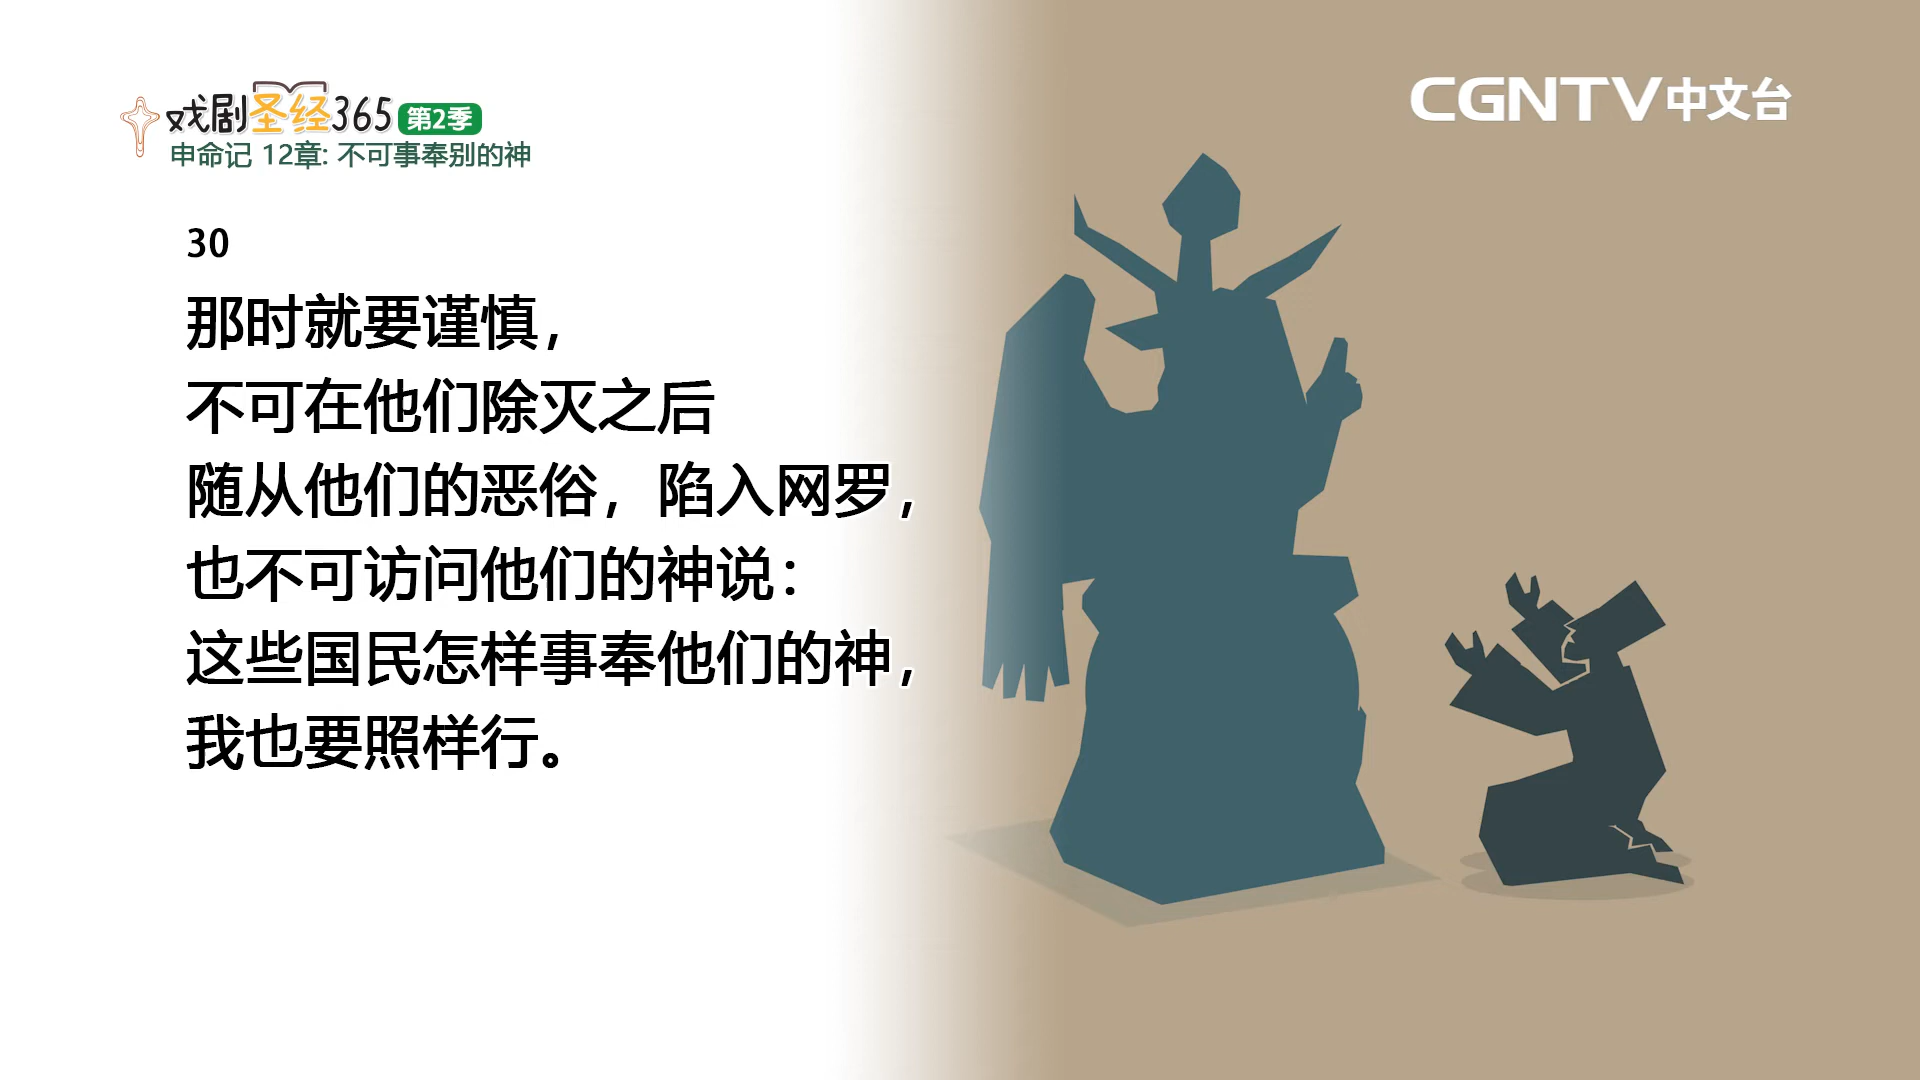 戏剧圣经365 第2季
CGNTV中文台
申命记 12章: 不可事奉别的神
30
那时就要谨慎，
不可在他们除灭之后
随从他们的恶俗，陷入网罗，
也不可访问他们的神说：
这些国民怎样事奉他们的神，
我也要照样行。